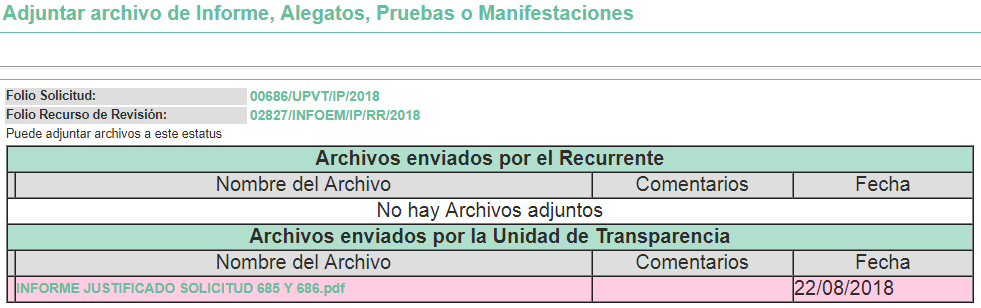 Adjuntar archivo de Informe, Alegatos, Pruebas o Manifestaciones
Folio Solicitud: 00686/UPVT/IP/2018
Folio Recurso de Revisión: 02827/INFOEM/IP/RR/2018
Puede adjuntar archivos a este estatus
Archivos enviados por el Recurrente
Nombre del Archivo Comentarios Fecha
No hay Archivos adjuntos
Archivos enviados por la Unidad de Transparencia
Nombre del Archivo Comentarios Fecha
INFORME JUSTIFICADO SOLICITUD 685 Y 686.pdf 22/08/2018